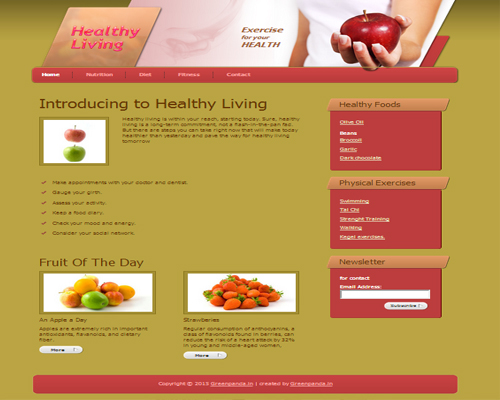 Healthy
Living
Exercise
for your
HEALTH
Home
Nutrition
Diet
Fitness
Contact
Introducing to Healthy Living
Healthy living is within your reach, starting today. Sure, healthy
living is a long-term commitment, not a flash-in-the-pan fad.
But there are steps you can take right now that will make today
healthier than yesterday and pave the way for healthy living
tomorrow.
Make appointments with your doctor and dentist.
Gauge your girth.
Assess your activity.
Keep a food diary.
Check your mood and energy.
Consider your social network.
Fruit Of The Day
An Apple a Day
Apples are extremely rich in important
antioxidants, flavanoids, and dietary
fiber.
More
Strawberries
Regular consumption of anthocyanins, a
class of flavonoids found in berries, can
reduce the risk of a heart attack by 32%
in young and middle-aged women,
More
Healthy Foods
Olive Oil
Beans
Broccoli
Garlic
Dark chocolate
Physical Exercises
Swimming
Tai Chi
Strenght Training
Walking
Kegel exercises.
Newsletter
for contact
Email Address:
Subscribe
Copyright © 2015 Greenpanda.in | created by Greenpanda.in